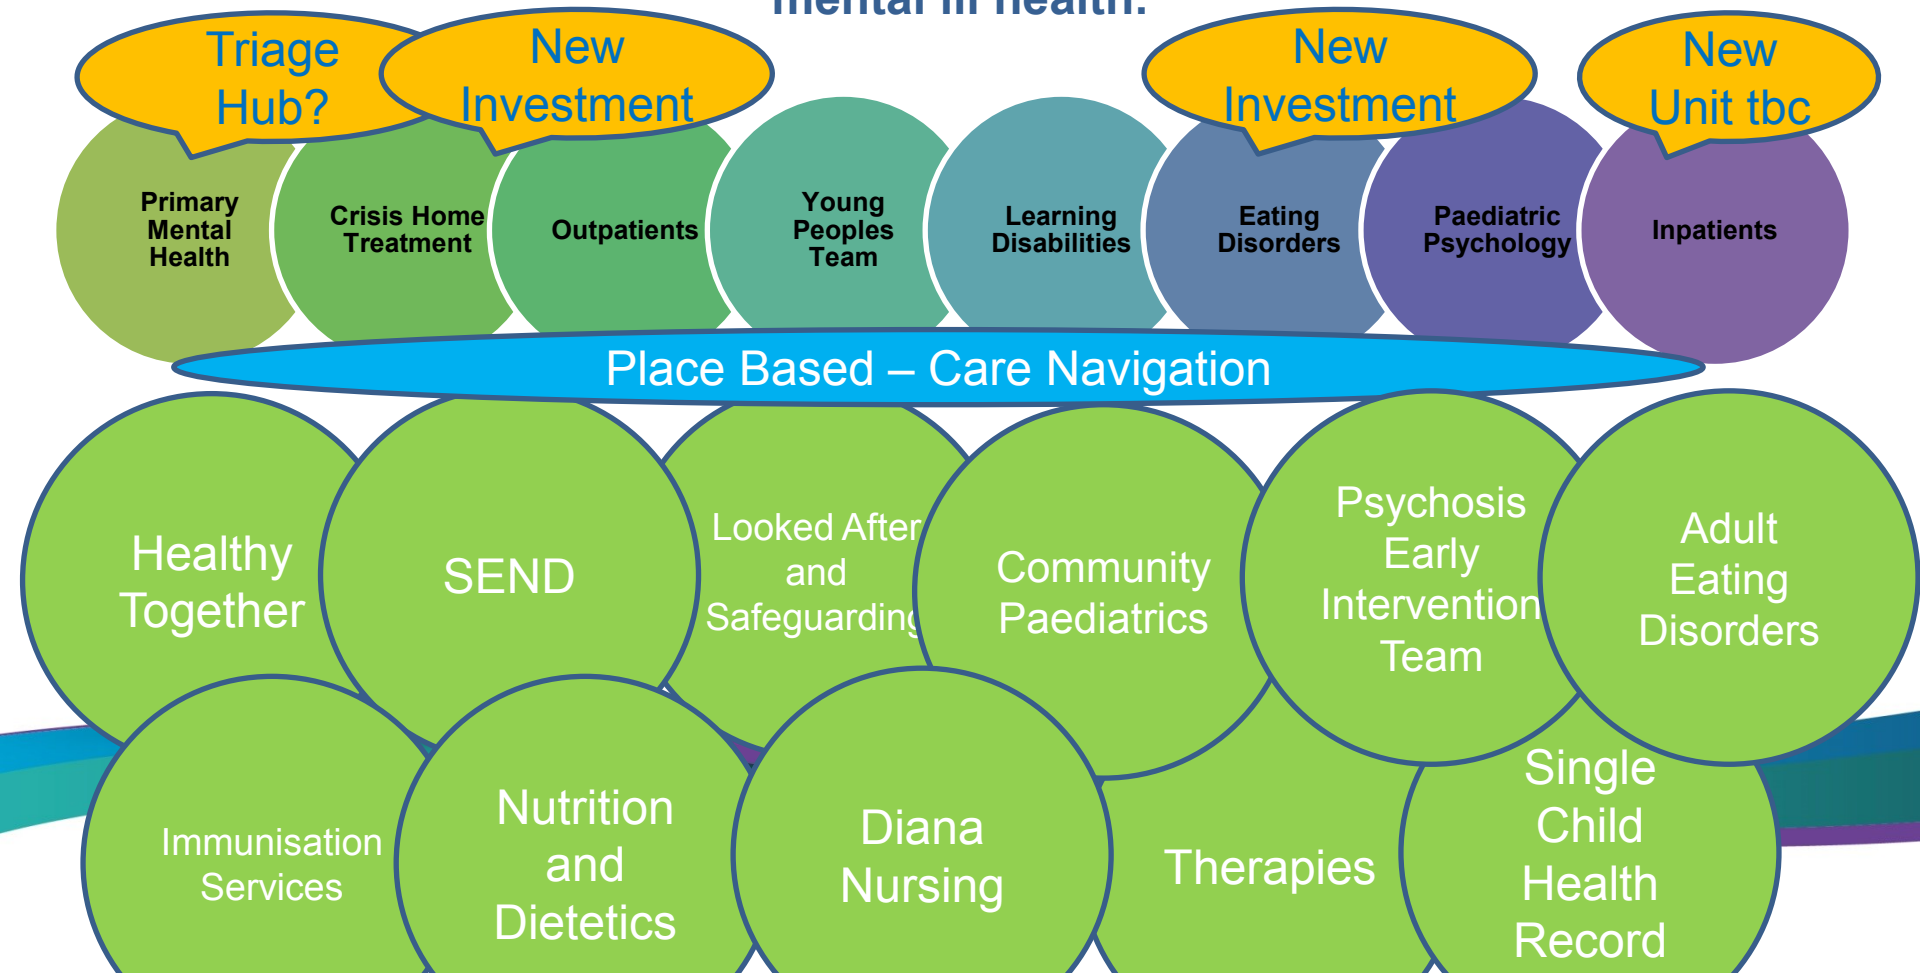 mental ill health.
Triage
Hub?
New
Investment
New
Investment
New
Unit tbc
Primary
Mental
Health
Crisis Home
Treatment
Outpatients
Young
Peoples
Team
Learning
Disabilities
Eating
Disorders
Paediatric
Psychology
Inpatients
Place Based – Care Navigation
Healthy
Together
SEND
Looked After
and
Safeguarding
Community
Paediatrics
Psychosis
Early
Intervention
Team
Adult
Eating
Disorders
Immunisation
Services
Nutrition
and
Dietetics
Diana
Nursing
Therapies
Single
Child
Health
Record